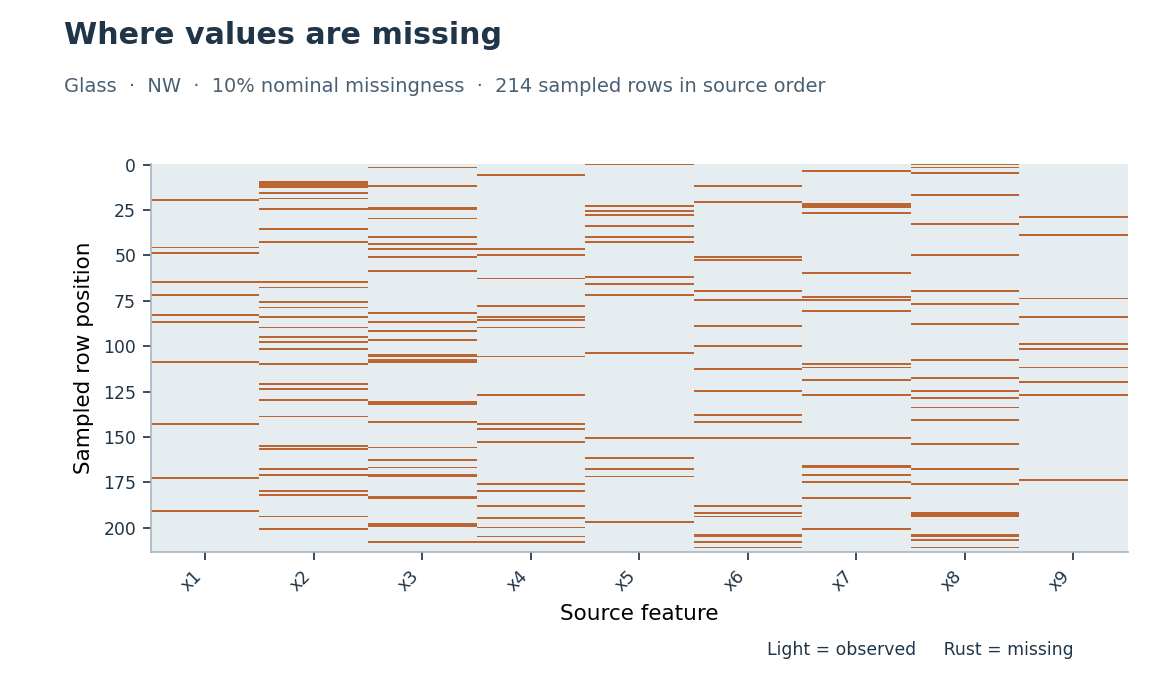 Where values are missing
Glass · NW · 10% nominal missingness · 214 sampled rows in source order
0
25
50
75
100
125
150
175
200
Sampled row position
x1 x2 x3 x4 x5 x6 x7 x8 x9
Source feature
Light = observed Rust = missing